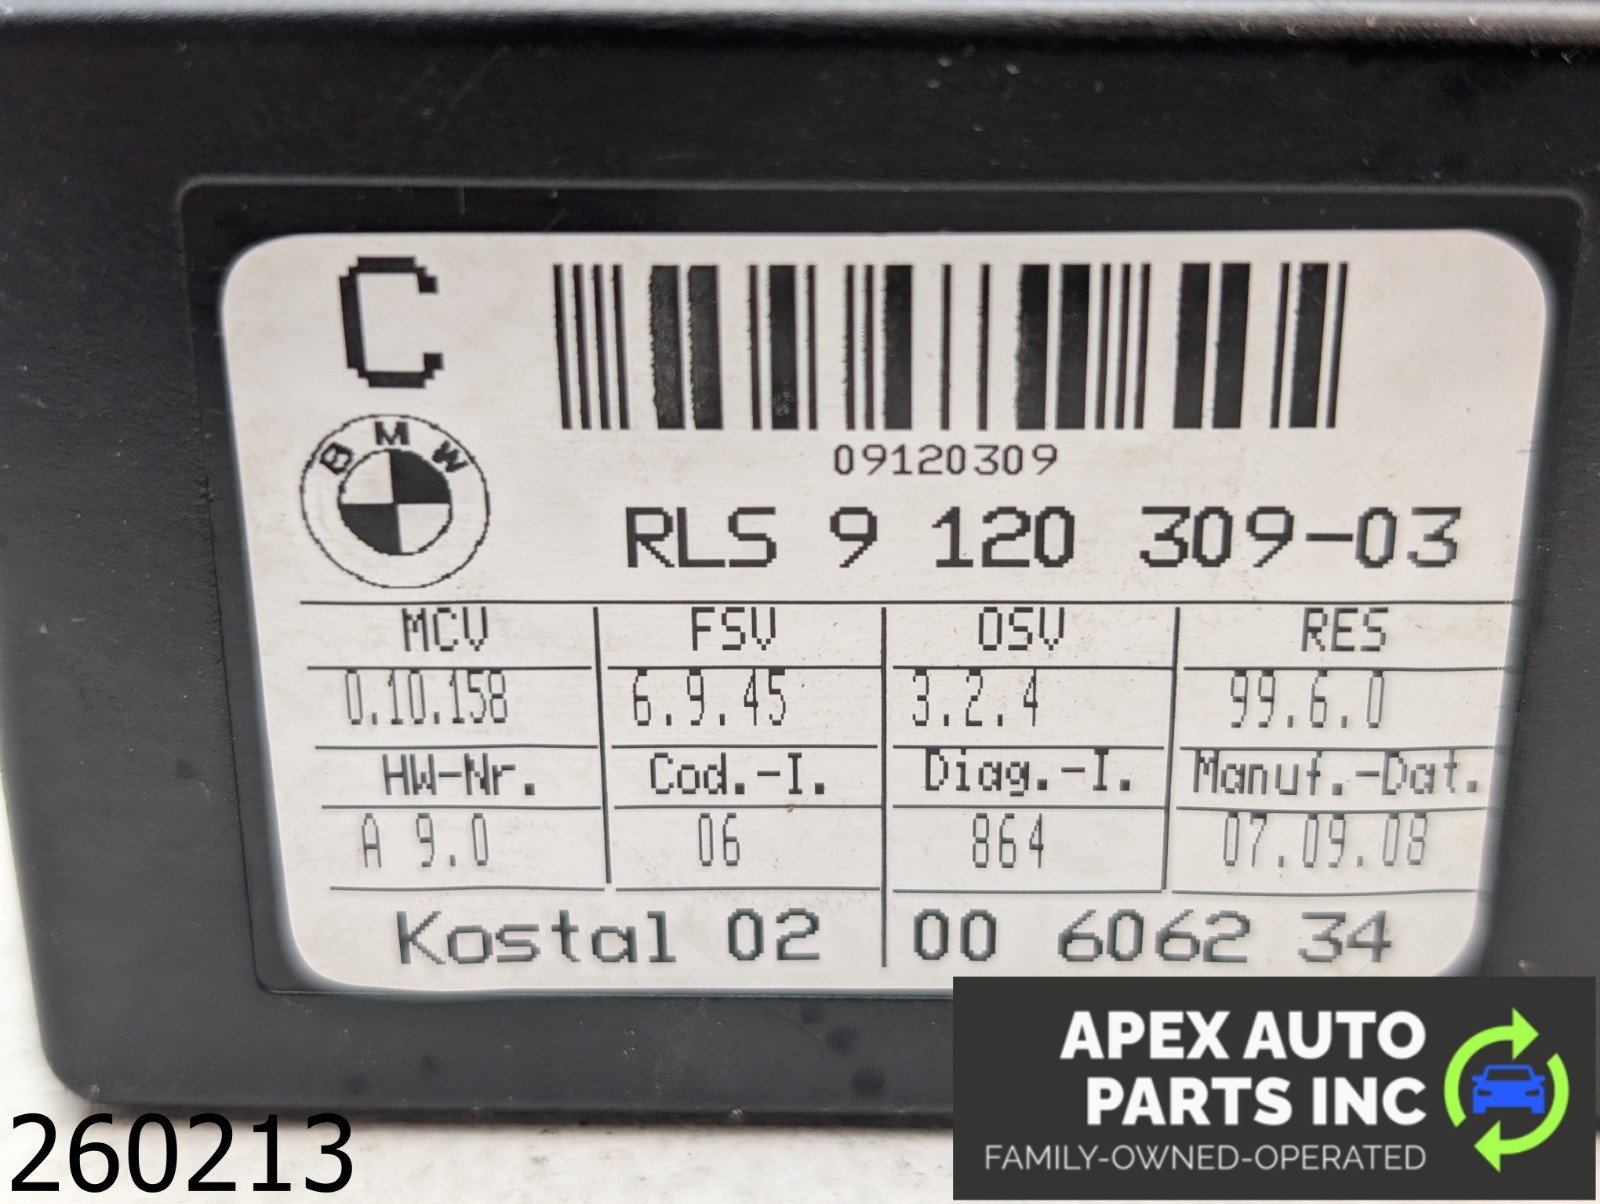 C
BMW
09120309
RLS 9 120 309-03
MCV FSV OSV RES
0.10.158 6.9.45 3.2.4 99.6.0
HW-Nr. Cod.-I. Diag.-I. Manuf.-Dat.
A 9.0 06 864 07.09.08
Kostal 02 00 6062 34
APEX AUTO
PARTS INC
FAMILY-OWNED-OPERATED
260213